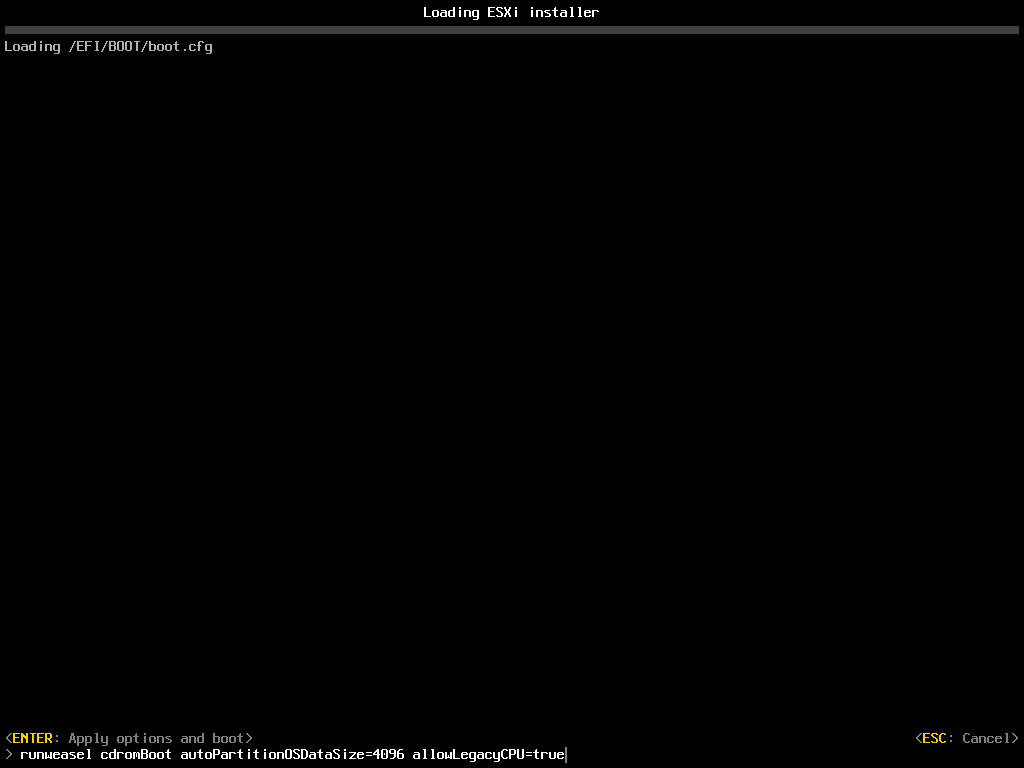 Loading ESXi installer
Loading /EFI/BOOT/boot.cfg
<ENTER: Apply options and boot> <ESC: Cancel>
> runweasel cdromBoot autoPartitionOSDataSize=4096 allowLegacyCPU=true